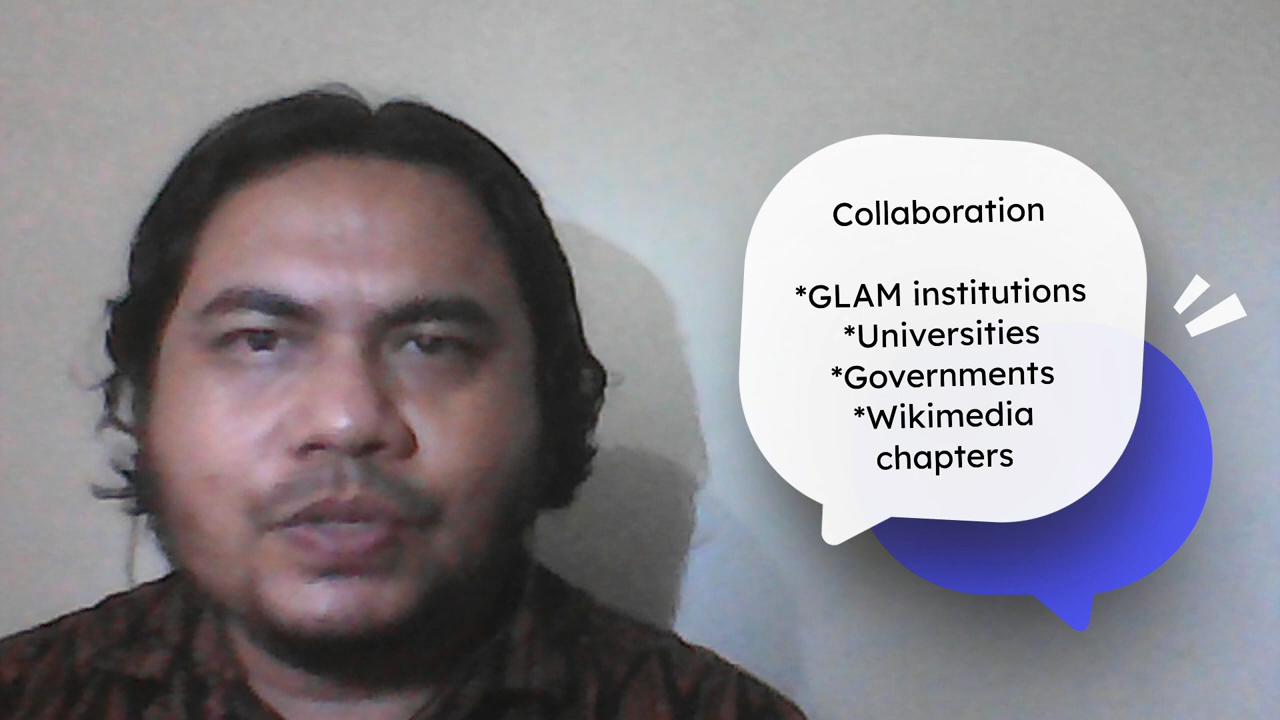 Collaboration
*GLAM institutions
*Universities
*Governments
*Wikimedia
chapters